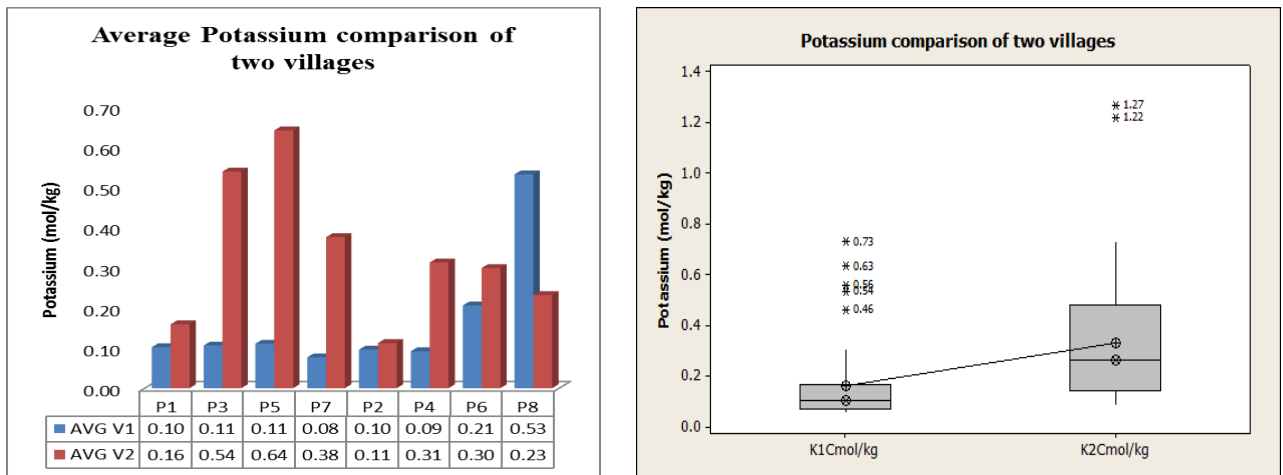 Average Potassium comparison of
two villages
Potassium (mol/kg)
0.70
0.60
0.50
0.40
0.30
0.20
0.10
0.00
P1 P3 P5 P7 P2 P4 P6 P8
AVG V1 0.10 0.11 0.11 0.08 0.10 0.09 0.21 0.53
AVG V2 0.16 0.54 0.64 0.38 0.11 0.31 0.30 0.23
Potassium comparison of two villages
Potassium (mol/kg)
1.4
1.2
1.0
0.8
0.6
0.4
0.2
0.0
1.27
1.22
0.73
0.63
0.56
0.54
0.46
K1Cmol/kg K2Cmol/kg